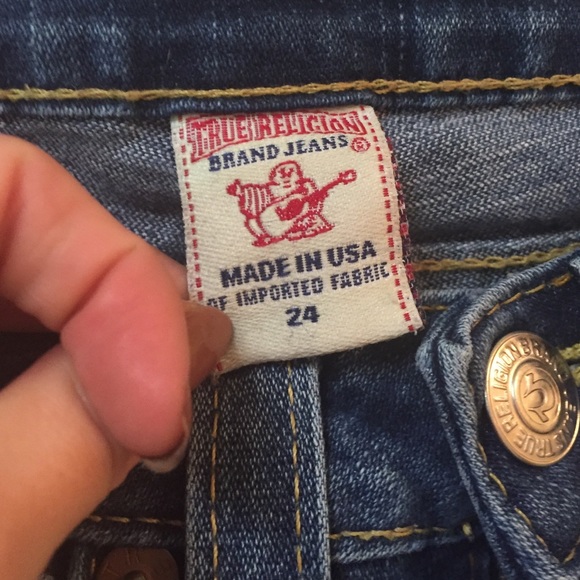 TRUE RELIGION
BRAND JEANS ®
MADE IN USA
OF IMPORTED FABRIC
24
TRUE RELIGION BRAND